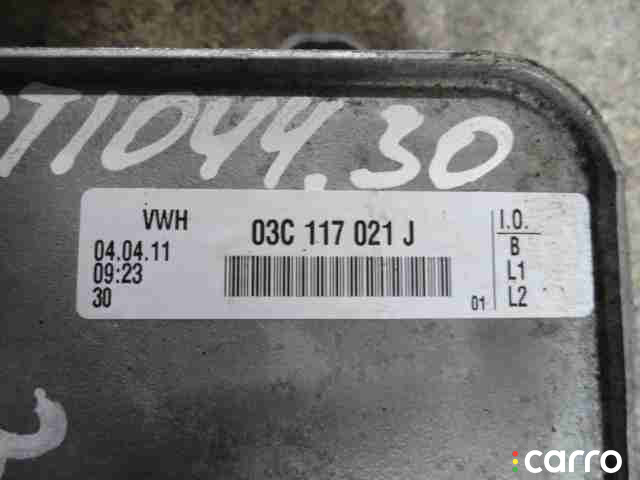 T1044.30
VWH
03C 117 021 J
04.04.11
09:23
30
01
I.O.
B
L1
L2
carro